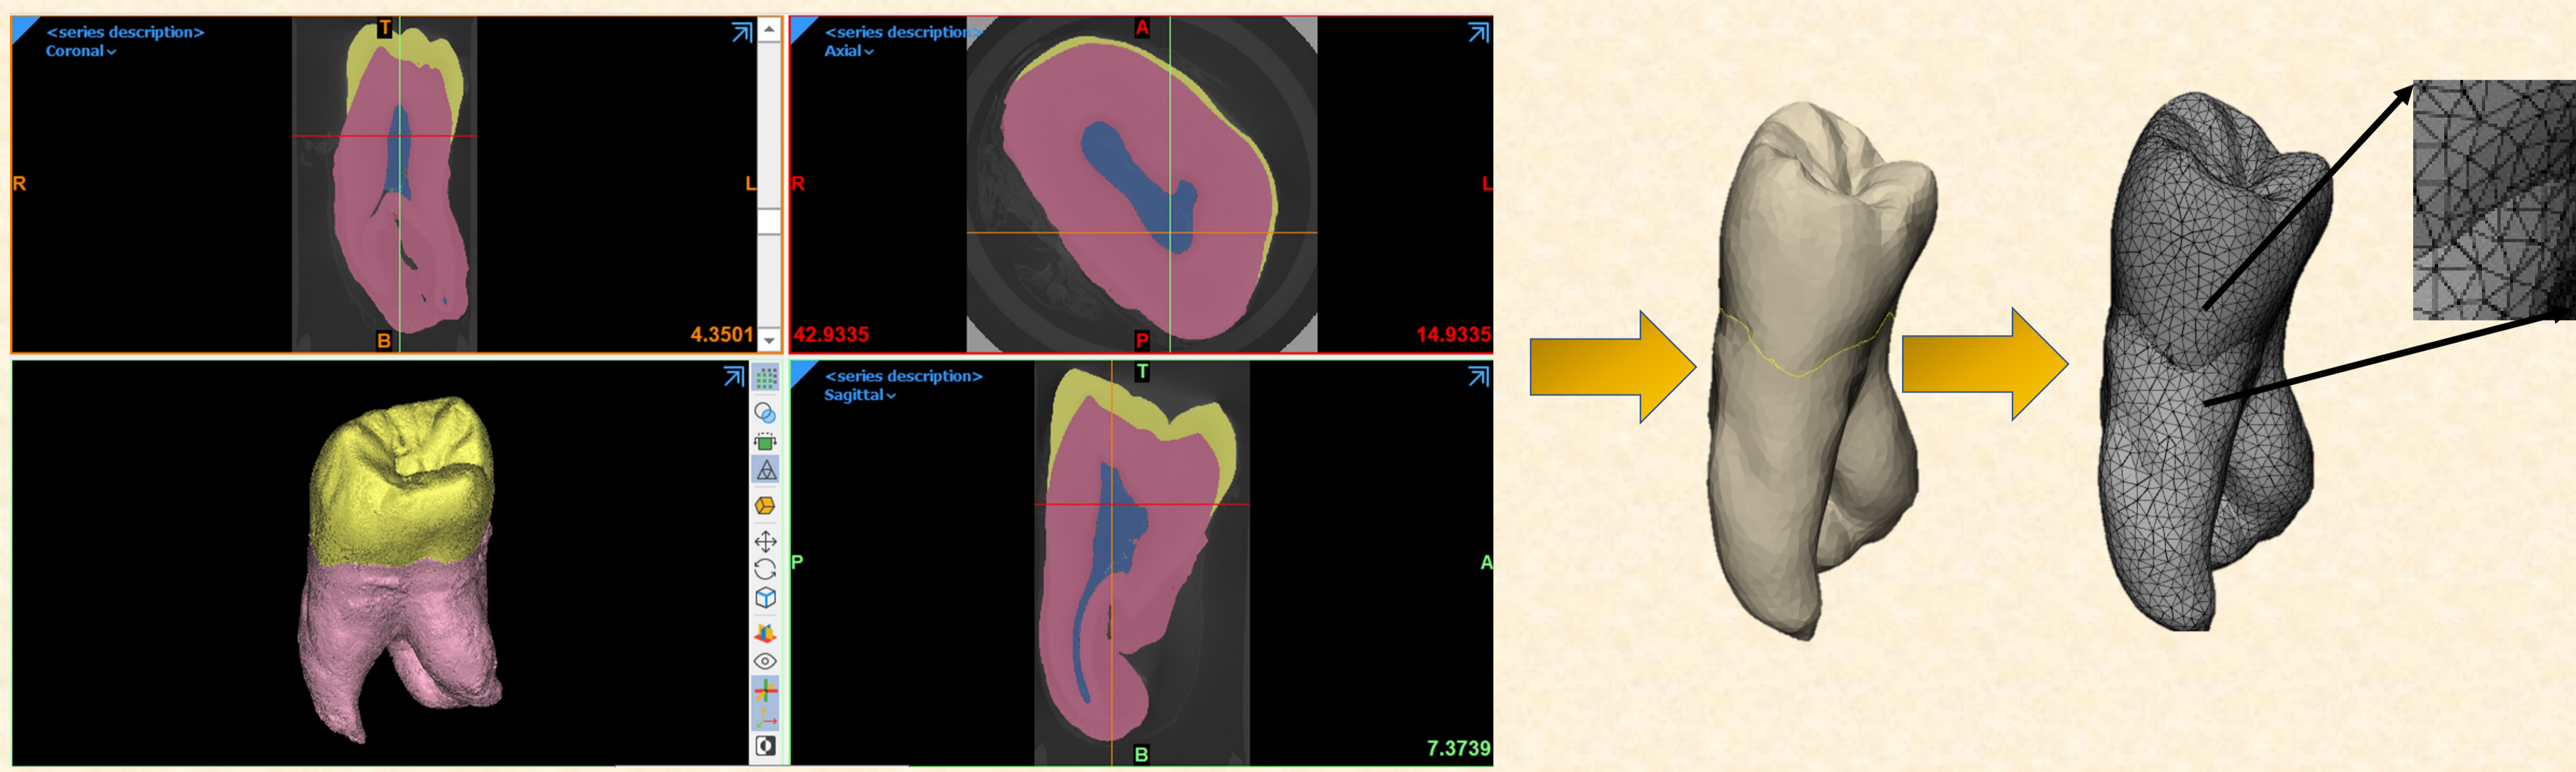 <series description>
Coronal
T
R
L
B
4.3501
<series description>
Axial
A
R
L
42.9335
P
14.9335
<series description>
Sagittal
T
P
A
B
7.3739